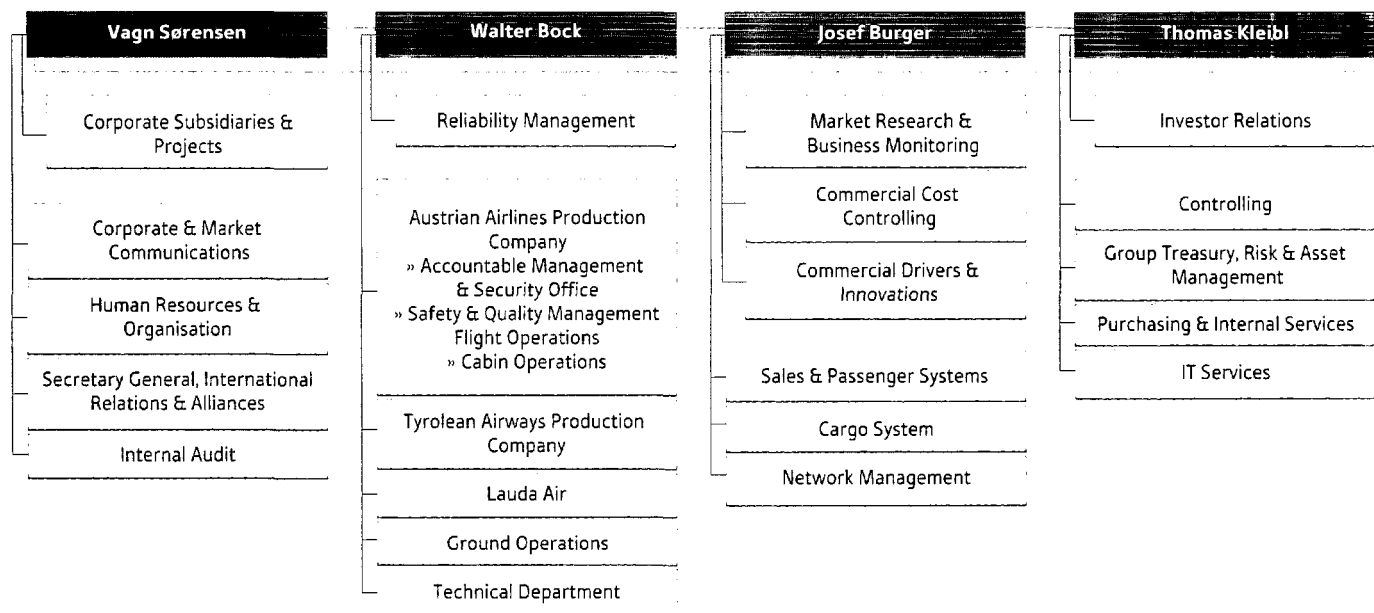 Vagn Sørensen
Corporate Subsidiaries &
Projects
Corporate & Market
Communications
Human Resources &
Organisation
Secretary General, International
Relations & Alliances
Internal Audit
Walter Bock
Reliability Management
Austrian Airlines Production
Company
» Accountable Management
& Security Office
» Safety & Quality Management
Flight Operations
» Cabin Operations
Tyrolean Airways Production
Company
Lauda Air
Ground Operations
Technical Department
Josef Burger
Market Research &
Business Monitoring
Commercial Cost
Controlling
Commercial Drivers &
Innovations
Sales & Passenger Systems
Cargo System
Network Management
Thomas Kleibl
Investor Relations
Controlling
Group Treasury, Risk & Asset
Management
Purchasing & Internal Services
IT Services